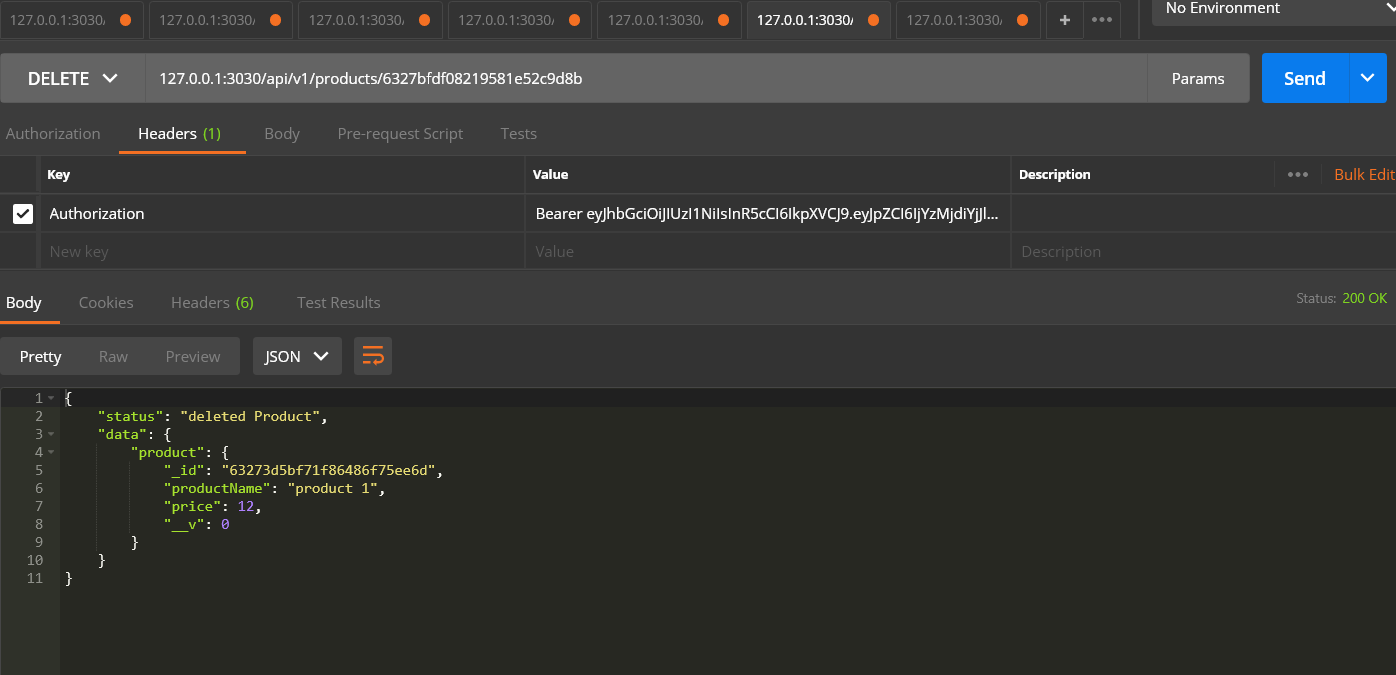 127.0.0.1:3030/ 127.0.0.1:3030/ 127.0.0.1:3030/ 127.0.0.1:3030/ 127.0.0.1:3030/ 127.0.0.1:3030/ 127.0.0.1:3030/ + ••• No Environment
DELETE 127.0.0.1:3030/api/v1/products/6327bfdf08219581e52c9d8b Params Send
Authorization Headers (1) Body Pre-request Script Tests
Key Value Description ••• Bulk Edit
Authorization Bearer eyJhbGciOiJIUzI1NiIsInR5cCI6IkpXVCJ9.eyJpZCI6IjYzMjdiYjJl...
New key Value Description
Body Cookies Headers (6) Test Results Status: 200 OK
Pretty Raw Preview JSON
1 {
2 "status": "deleted Product",
3 "data": {
4 "product": {
5 "_id": "63273d5bf71f86486f75ee6d",
6 "productName": "product 1",
7 "price": 12,
8 "__v": 0
9 }
10 }
11 }